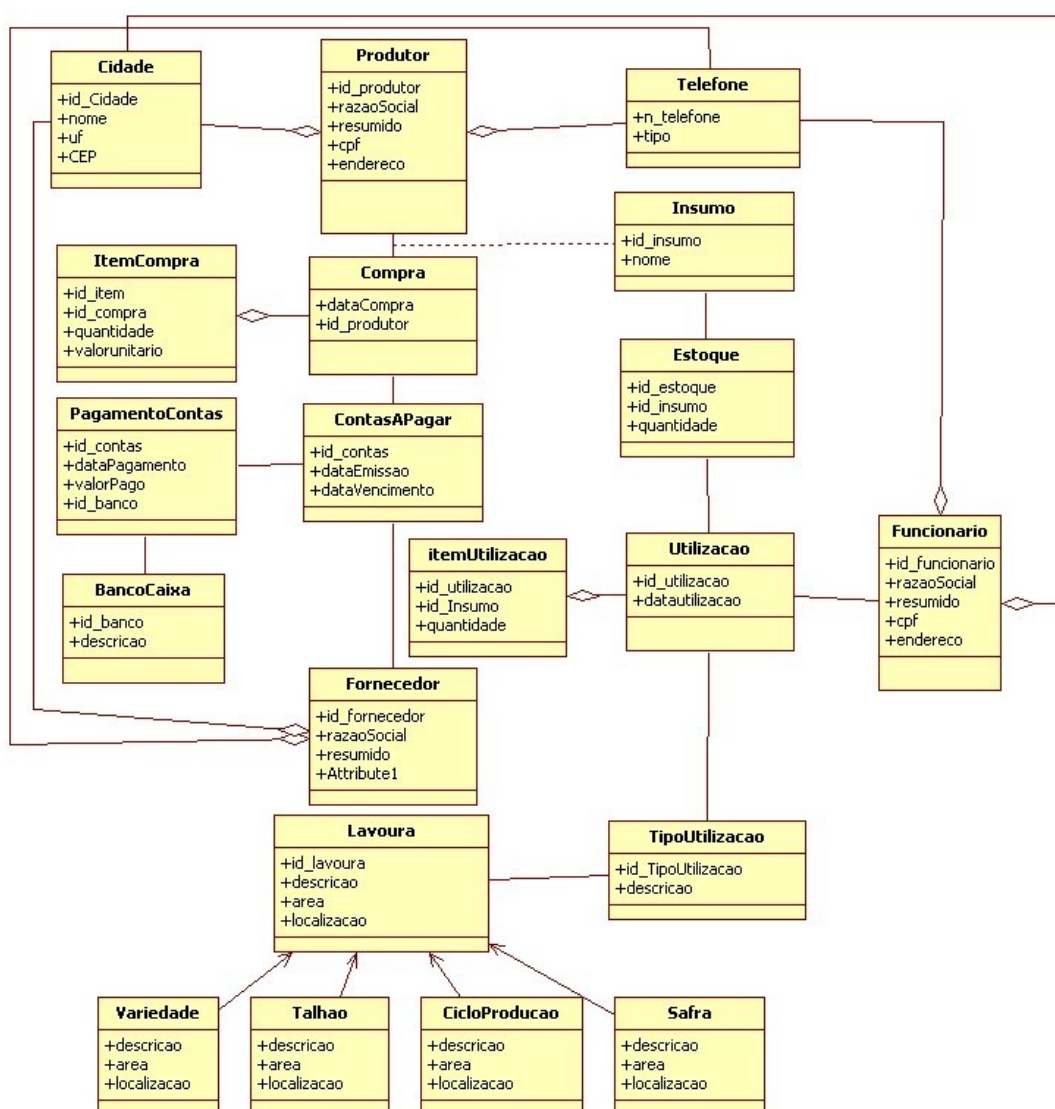 Cidade
+id_Cidade
+nome
+uf
+CEP
Produtor
+id_produtor
+razaoSocial
+resumido
+cpf
+endereco
Telefone
+n_telefone
+tipo
Insumo
+id_insumo
+nome
ItemCompra
+id_item
+id_compra
+quantidade
+valorunitario
Compra
+dataCompra
+id_produtor
Estoque
+id_estoque
+id_insumo
+quantidade
PagamentoContas
+id_contas
+dataPagamento
+valorPago
+id_banco
ContasAPagar
+id_contas
+dataEmissao
+dataVencimento
Funcionario
+id_funcionario
+razaoSocial
+resumido
+cpf
+endereco
itemUtilizacao
+id_utilizacao
+id_Insumo
+quantidade
Utilizacao
+id_utilizacao
+datautilizacao
BancoCaixa
+id_banco
+descricao
Fornecedor
+id_fornecedor
+razaoSocial
+resumido
+Attribute1
Lavoura
+id_lavoura
+descricao
+area
+localizacao
TipoUtilizacao
+id_TipoUtilizacao
+descricao
Variedade
+descricao
+area
+localizacao
Talhao
+descricao
+area
+localizacao
CicloProducao
+descricao
+area
+localizacao
Safra
+descricao
+area
+localizacao